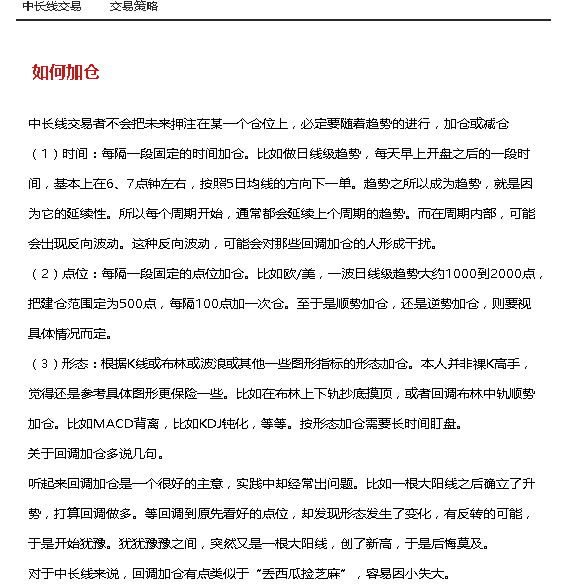 中长线交易 交易策略
如何加仓
中长线交易者不会把未来押注在某一个仓位上，必定要随着趋势的进行，加仓或减仓
（1）时间：每隔一段固定的时间加仓。比如做日线级趋势，每天早上开盘之后的一段时
间，基本上在6、7点钟左右，按照5日均线的方向下一单。趋势之所以成为趋势，就是因
为它的延续性。所以每个周期开始，通常都会延续上个周期的趋势。而在周期内部，可能
会出现反向波动。这种反向波动，可能会对那些回调加仓的人形成干扰。
（2）点位：每隔一段固定的点位加仓。比如欧/美，一波日线级趋势大约1000到2000点，
把建仓范围定为500点，每隔100点加一次仓。至于是顺势加仓，还是逆势加仓，则要视
具体情况而定。
（3）形态：根据K线或布林或波浪或其他一些图形指标的形态加仓。本人并非裸K高手，
觉得还是参考具体图形更保险一些。比如在布林上下轨抄底摸顶，或者回调布林中轨顺势
加仓。比如MACD背离，比如KDJ钝化，等等。按形态加仓需要长时间盯盘。
关于回调加仓多说几句。
听起来回调加仓是一个很好的主意，实践中却经常出问题。比如一根大阳线之后确立了升
势，打算回调做多。等回调到原先看好的点位，却发现形态发生了变化，有反转的可能，
于是开始犹豫。犹犹豫豫之间，突然又是一根大阳线，创了新高，于是后悔莫及。
对于中长线来说，回调加仓有点类似于“丢西瓜捡芝麻”，容易因小失大。